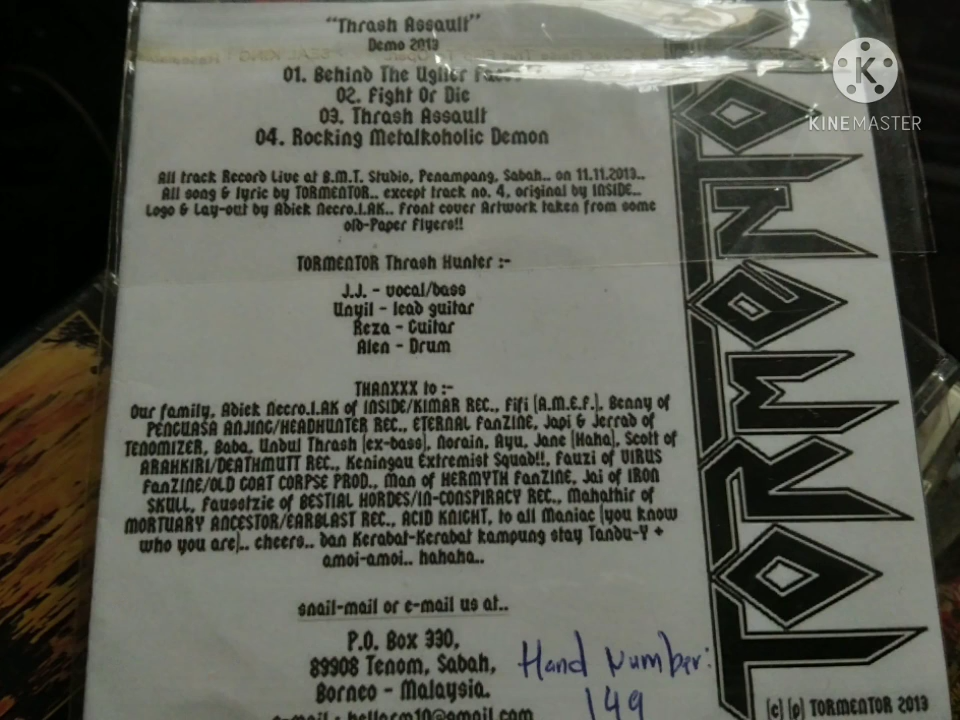 "Thrash Assault"
Demo 2013
01. Behind The Uglier
02. Fight Or Die
03. Thrash Assault
04. Rocking Metalkoholic Demon
All track Record Live at B.M.T. Studio, Penampang, Sabah.. on 11.11.2013..
All song & lyric by TORMENTOR.. except track no. 4, original by INSIDE..
Logo & Lay-out by Adick Necro.I.AK.. Front cover Artwork taken from some
old-Paper Flyers!!
TORMENTOR Thrash Hunter :-
J.J. - vocal/bass
Unyil - lead guitar
Reza - Guitar
Alen - Drum
THANXXX to :-
Our family, Adick Necro.I.AK of INSIDE/KIMAR REC., Fifi (A.M.E.F.), Benny of
PENGUASA ANJING/HEADHUNTER REC., ETERNAL FanZINE, Japi & Jerrad of
TENOMIZER, Baba, Unbul Thrash (ex-bass), Norain, Ayu, Jane (Haha), Scott of
ARAHKIRI/DEATHMUTT REC., Keningau Extremist Squad!!, Fauzi of VIRUS
FanZINE/OLD GOAT CORPSE PROD., Man of HERMYTH FanZINE, Jai of IRON
SKULL, Fausotzie of BESTIAL HORDES/IN-CONSPIRACY REC., Mahathir of
MORTUARY ANCESTOR/EARBLAST REC., ACID KNIGHT, to all Maniac (you know
who you are).. cheers.. dan Kerabat-Kerabat kampung stay Tandu-Y +
amoi-amoi.. hahaha..
snail-mail or e-mail us at..
P.O. Box 330,
89908 Tenom, Sabah,
Borneo - Malaysia.
Hand Number:
149
TORMENTOR
(c) (p) TORMENTOR 2013
KINEMASTER